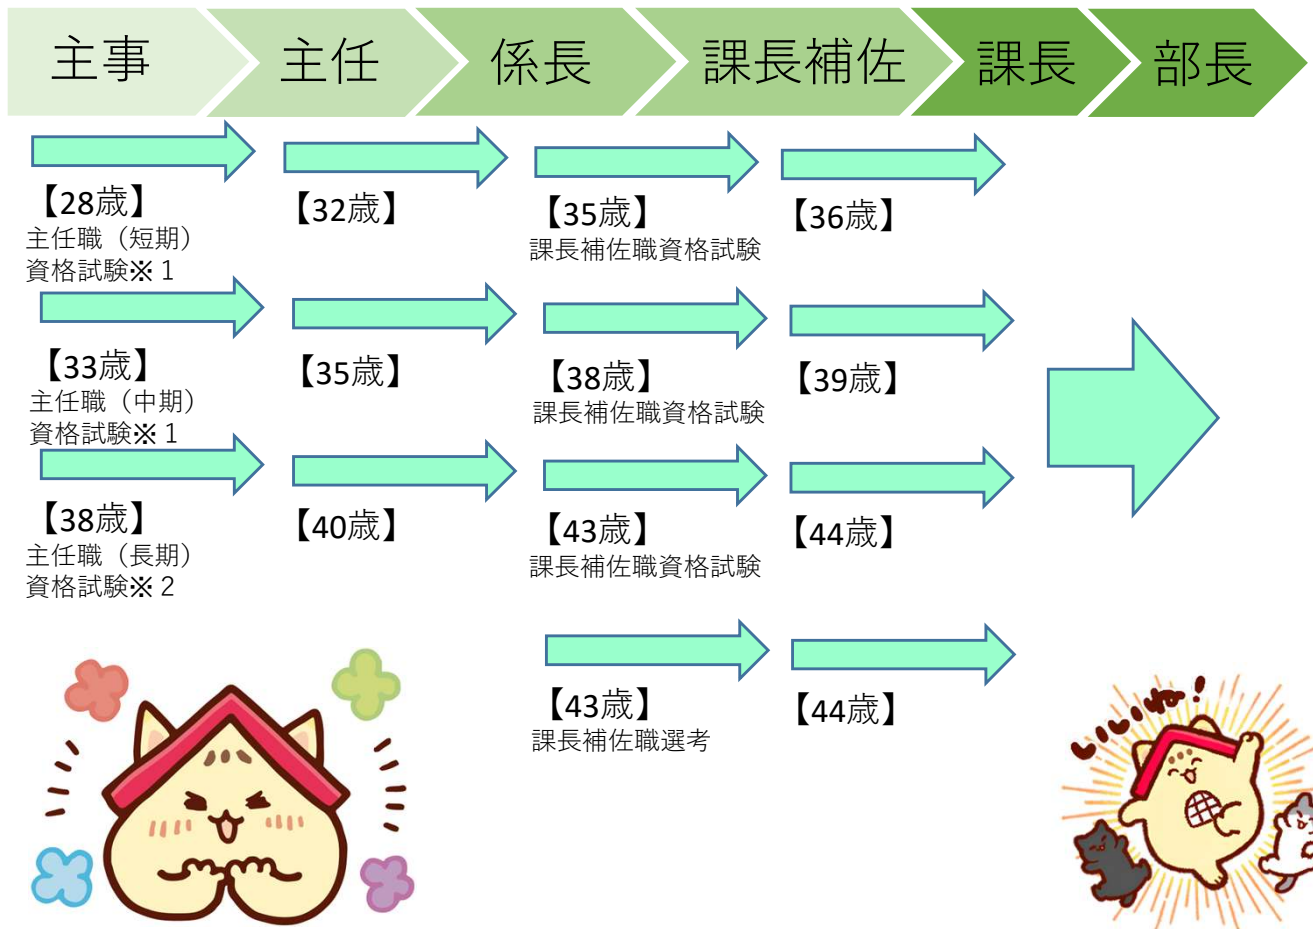 主事 主任 係長 課長補佐 課長 部長
【28歳】 【32歳】 【35歳】 【36歳】
主任職（短期） 課長補佐職資格試験
資格試験※１
【33歳】 【35歳】 【38歳】 【39歳】
主任職（中期） 課長補佐職資格試験
資格試験※１
【38歳】 【40歳】 【43歳】 【44歳】
主任職（長期） 課長補佐職資格試験
資格試験※２
【43歳】 【44歳】
課長補佐職選考